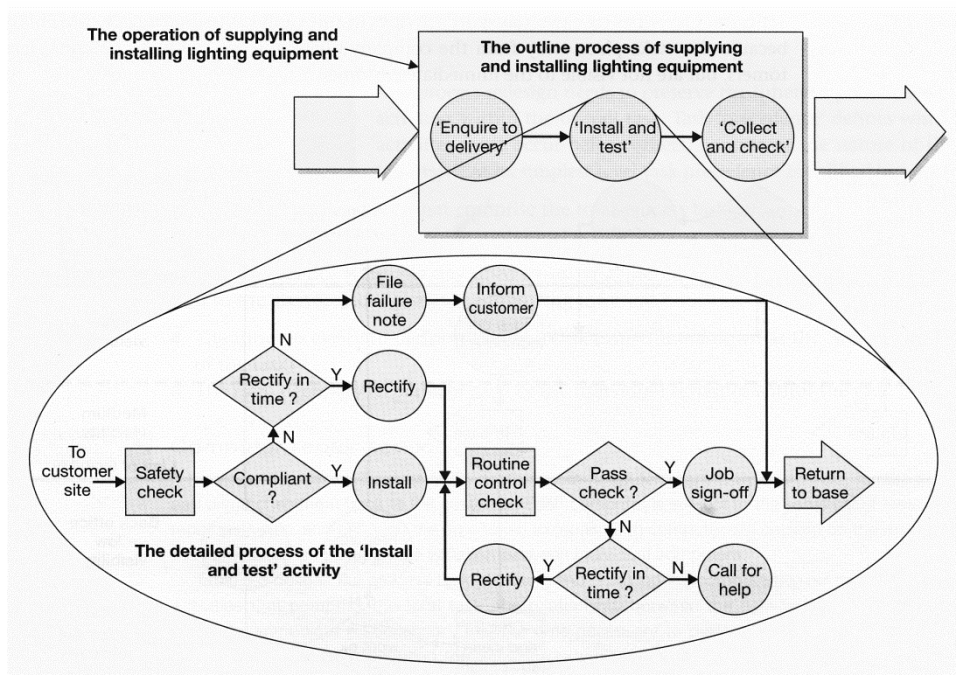 The operation of supplying and
installing lighting equipment
The outline process of supplying
and installing lighting equipment
‘Enquire to
delivery’
‘Install and
test’
‘Collect
and check’
File
failure
note
Inform
customer
N
Rectify in
time ?
Y
Rectify
N
To
customer
site
Safety
check
Compliant
?
Y
Install
Routine
control
check
Pass
check ?
Y
Job
sign-off
Return
to base
N
The detailed process of the ‘Install
and test’ activity
Rectify
Y
Rectify in
time ?
N
Call for
help